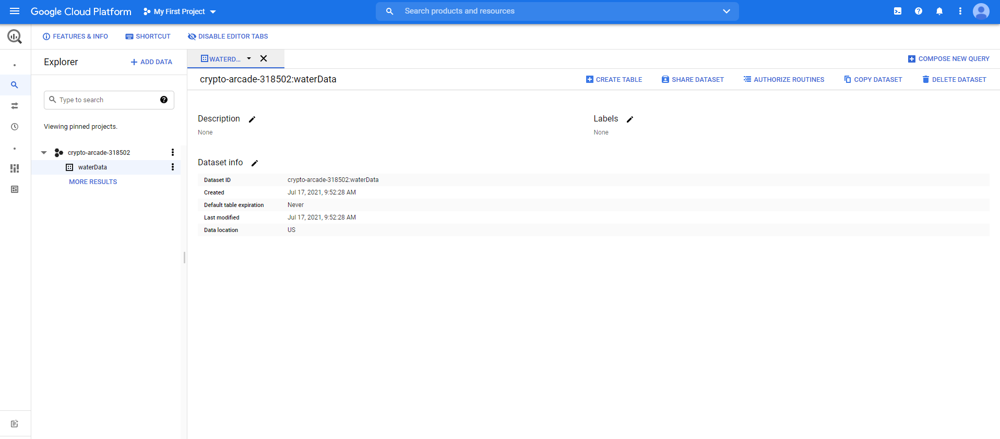 Google Cloud Platform My First Project Search products and resources
FEATURES & INFO SHORTCUT DISABLE EDITOR TABS
Explorer ADD DATA
Type to search
Viewing pinned projects.
crypto-arcade-318502
waterData
MORE RESULTS
WATERD... COMPOSE NEW QUERY
crypto-arcade-318502:waterData CREATE TABLE SHARE DATASET AUTHORIZE ROUTINES COPY DATASET DELETE DATASET
Description Labels
None None
Dataset info
Dataset ID crypto-arcade-318502:waterData
Created Jul 17, 2021, 9:52:28 AM
Default table expiration Never
Last modified Jul 17, 2021, 9:52:28 AM
Data location US